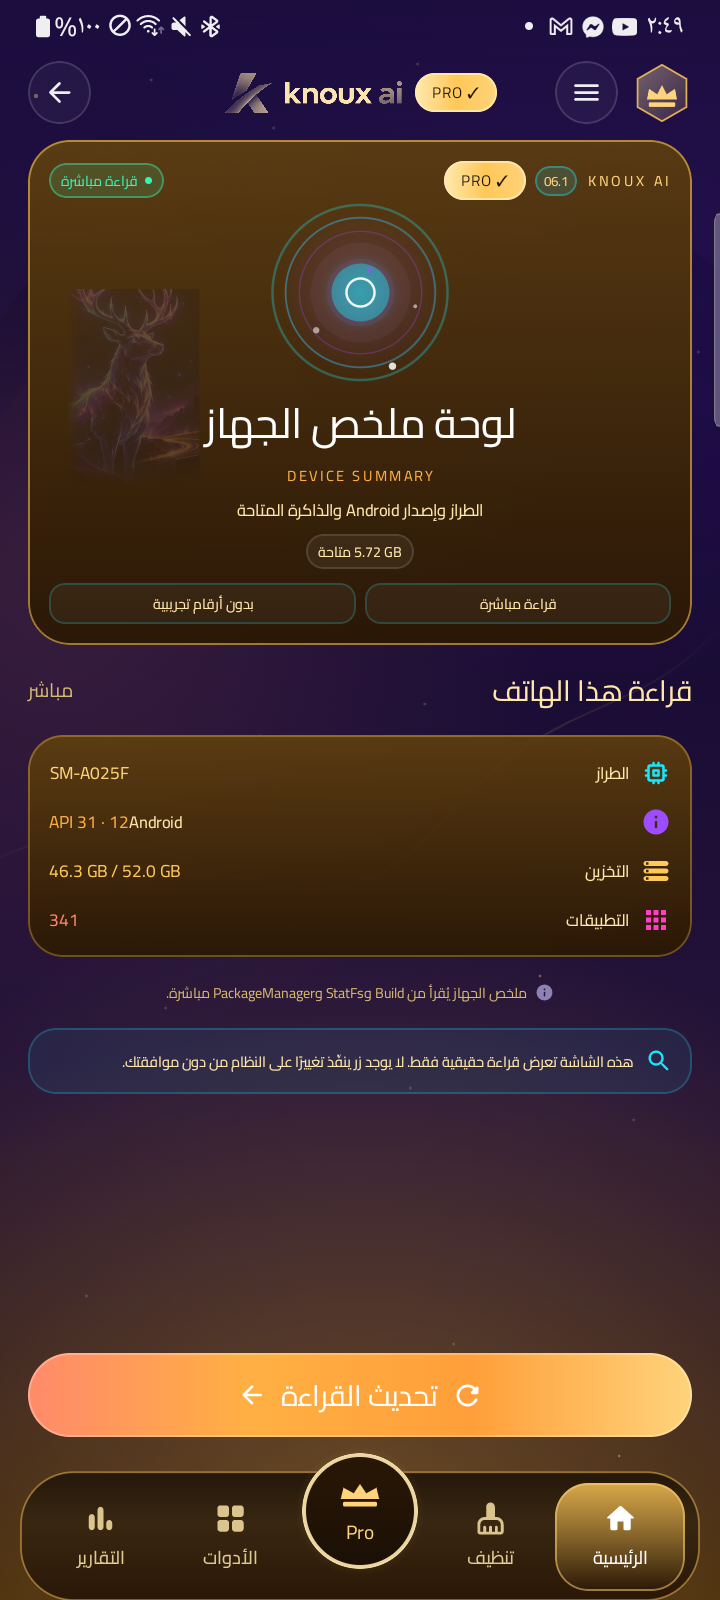 ٢:٤٩
%١٠٠
knoux ai
PRO ✓
KNOUX AI
06.1
PRO ✓
قراءة مباشرة
لوحة ملخص الجهاز
DEVICE SUMMARY
الطراز وإصدار Android والذاكرة المتاحة
5.72 GB متاحة
قراءة مباشرة
بدون أرقام تجريبية
قراءة هذا الهاتف
مباشر
الطراز
SM-A025F
API 31 · 12Android
التخزين
46.3 GB / 52.0 GB
التطبيقات
341
ملخص الجهاز يُقرأ من Build وStatFs وPackageManager مباشرة.
هذه الشاشة تعرض قراءة حقيقية فقط. لا يوجد زر ينفّذ تغييرًا على النظام من دون موافقتك.
تحديث القراءة
الرئيسية
تنظيف
Pro
الأدوات
التقارير